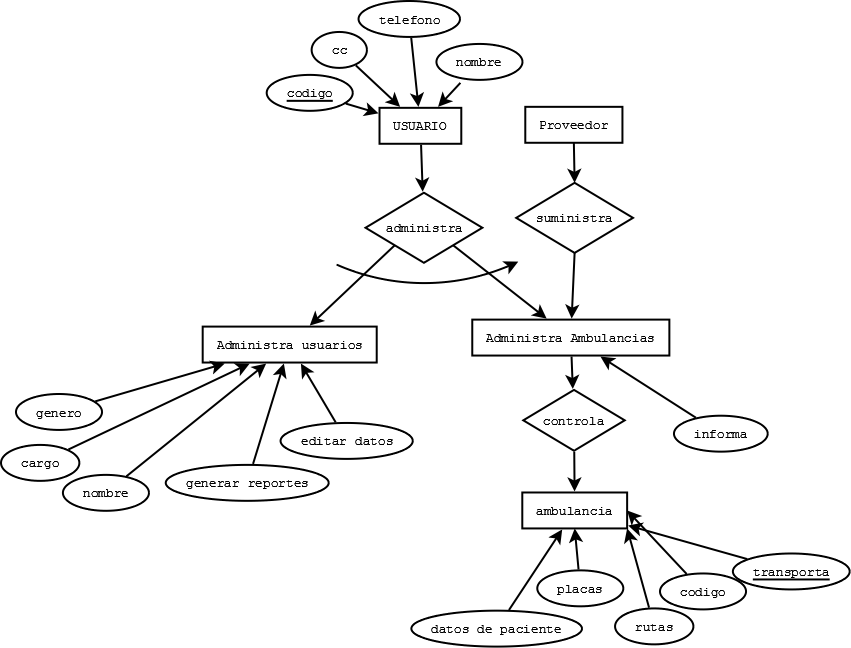 telefono
cc
nombre
codigo
USUARIO
Proveedor
administra
suministra
Administra usuarios
Administra Ambulancias
genero
cargo
nombre
generar reportes
editar datos
controla
informa
ambulancia
transporta
codigo
placas
rutas
datos de paciente